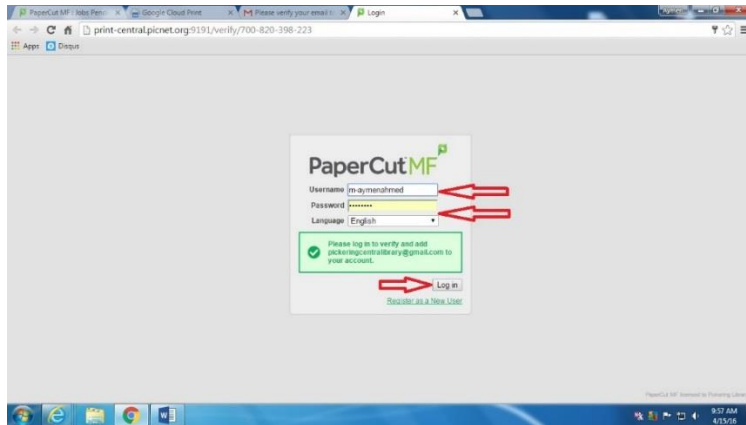 PaperCut MF : Jobs Pend
Google Cloud Print
Please verify your email t
Login
print-central.picnet.org:9191/verify/700-820-398-223
Apps
Disqus
PaperCut MF
Username m-aymenahmed
Password ••••••••
Language English
Please log in to verify and add
pickeringcentrallibrary@gmail.com to
your account.
Log in
Register as a New User
9:57 AM
4/15/16